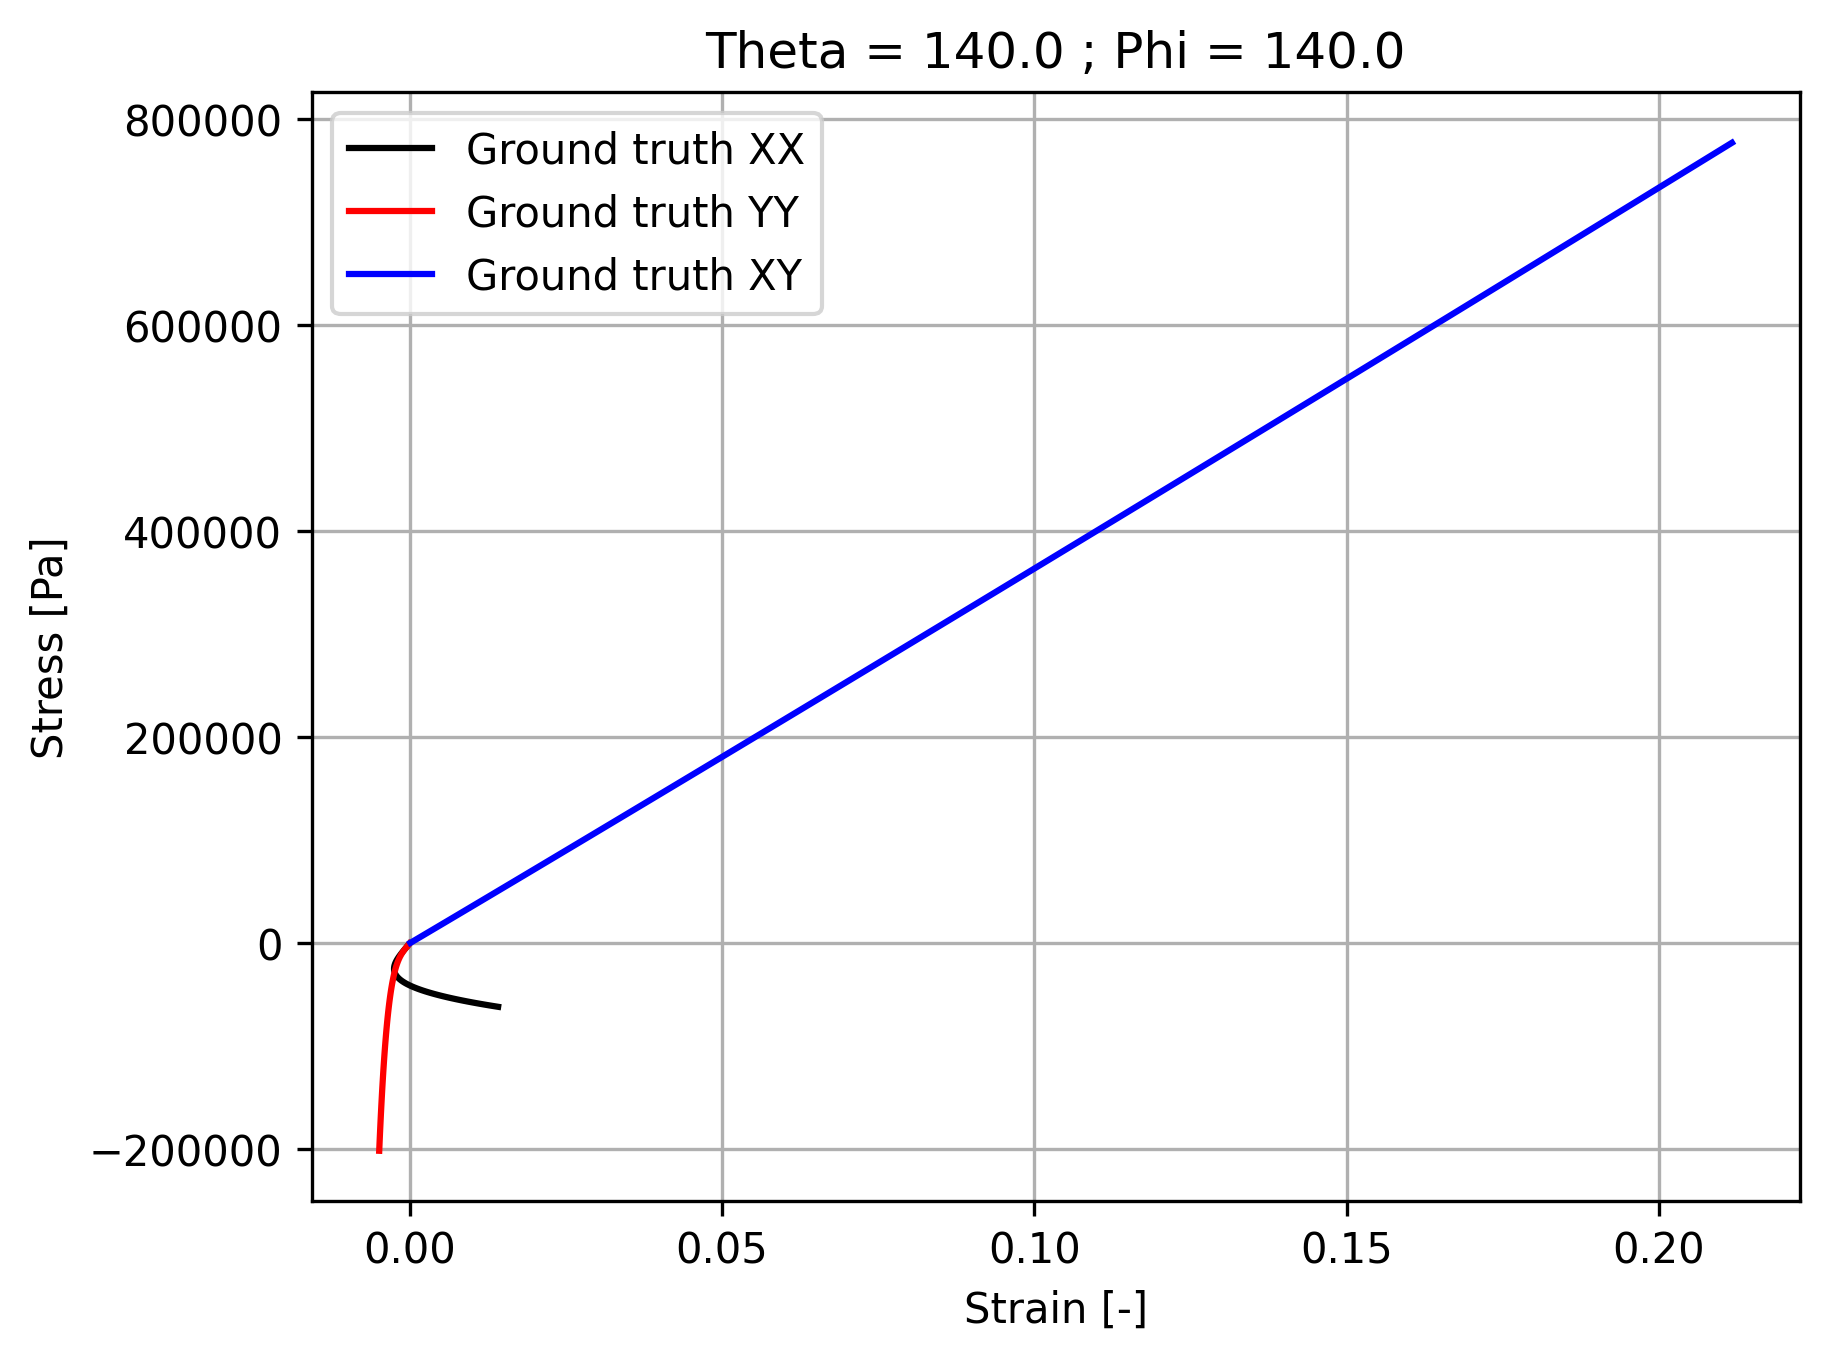 Theta = 140.0 ; Phi = 140.0
800000
600000
400000
200000
0
−200000
Ground truth XX
Ground truth YY
Ground truth XY
Stress [Pa]
0.00
0.05
0.10
0.15
0.20
Strain [-]